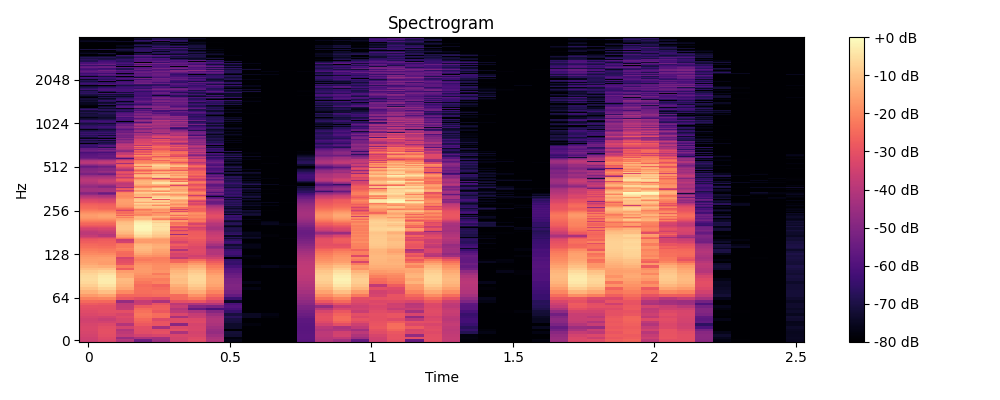 Spectrogram
2048
1024
512
256
128
64
0
Hz
0
0.5
1
1.5
2
2.5
Time
+0 dB
-10 dB
-20 dB
-30 dB
-40 dB
-50 dB
-60 dB
-70 dB
-80 dB